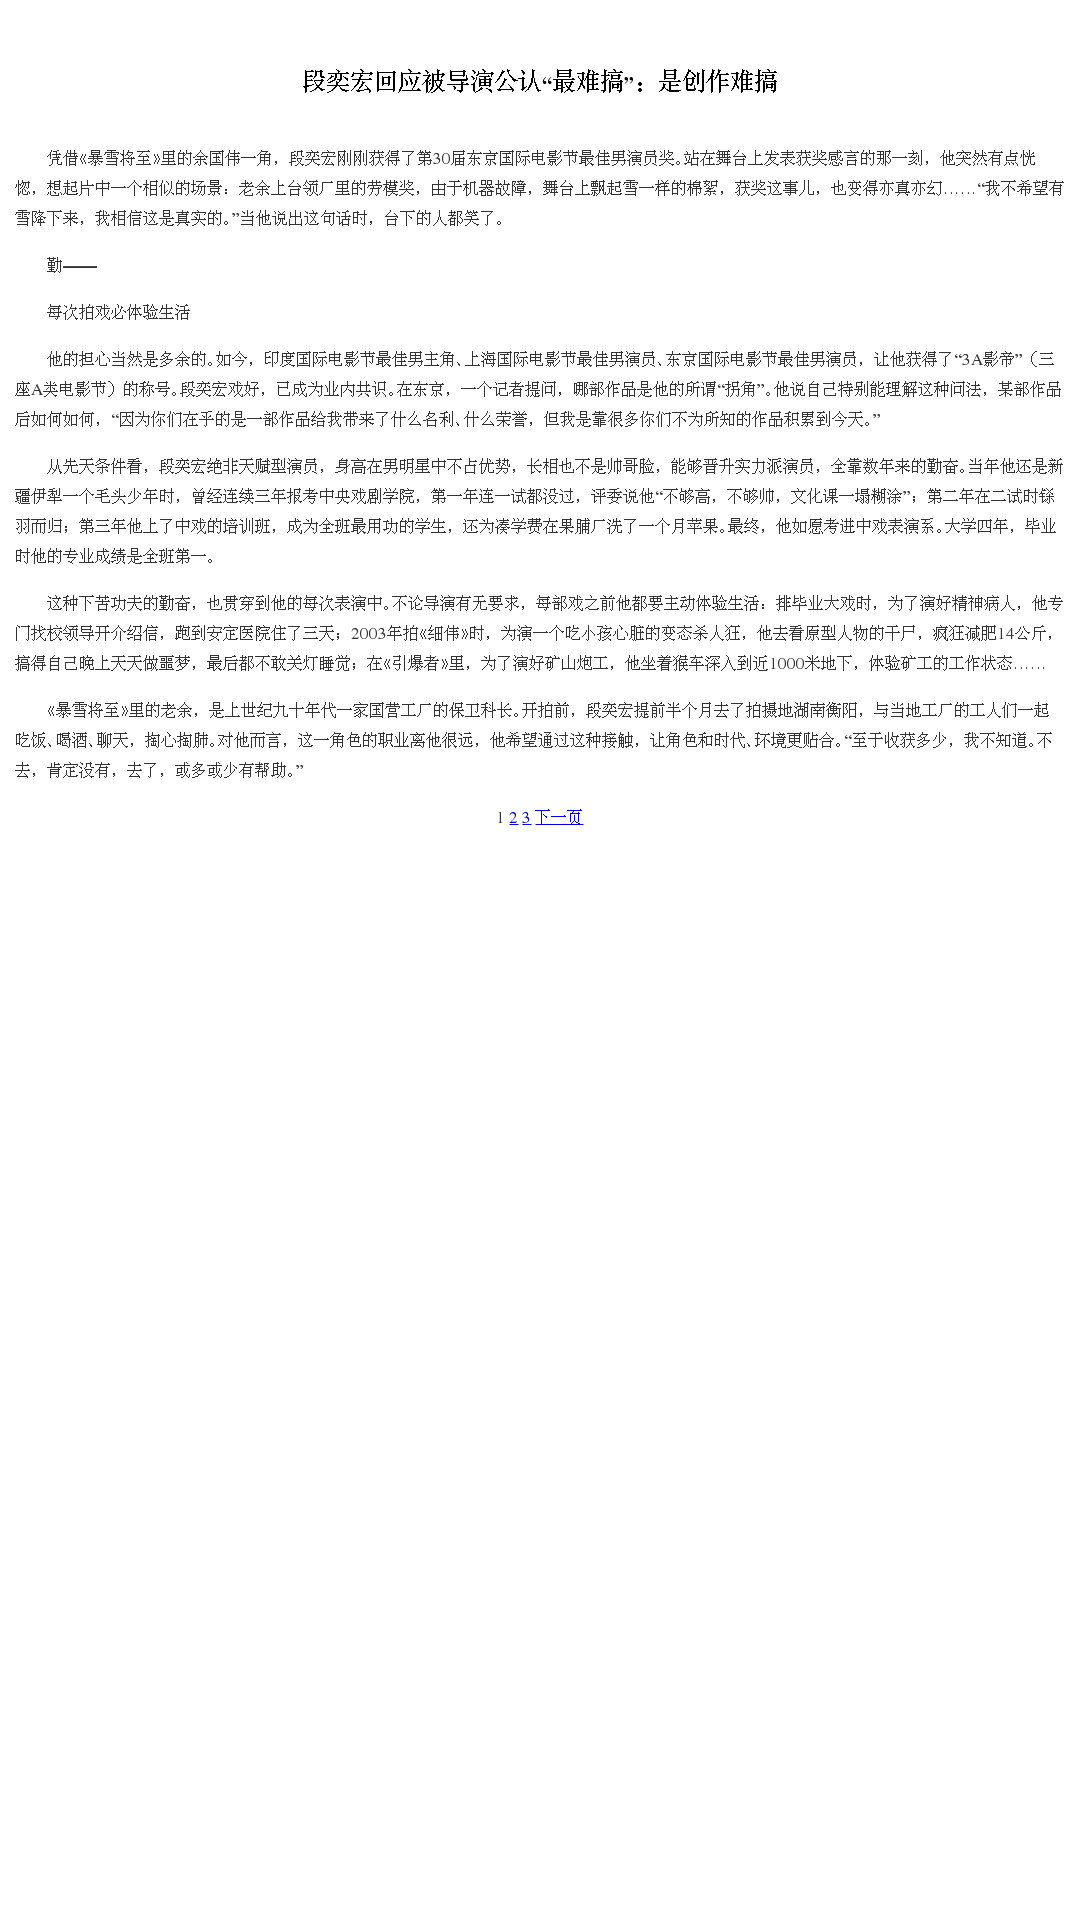 段奕宏回应被导演公认“最难搞”：是创作难搞
凭借《暴雪将至》里的余国伟一角，段奕宏刚刚获得了第30届东京国际电影节最佳男演员奖。站在舞台上发表获奖感言的那一刻，他突然有点恍
惚，想起片中一个相似的场景：老余上台领厂里的劳模奖，由于机器故障，舞台上飘起雪一样的棉絮，获奖这事儿，也变得亦真亦幻……“我不希望有
雪降下来，我相信这是真实的。”当他说出这句话时，台下的人都笑了。
勤——
每次拍戏必体验生活
他的担心当然是多余的。如今，印度国际电影节最佳男主角、上海国际电影节最佳男演员、东京国际电影节最佳男演员，让他获得了“3A影帝”（三
座A类电影节）的称号。段奕宏戏好，已成为业内共识。在东京，一个记者提问，哪部作品是他的所谓“拐角”。他说自己特别能理解这种问法，某部作品
后如何如何，“因为你们在乎的是一部作品给我带来了什么名利、什么荣誉，但我是靠很多你们不为所知的作品积累到今天。”
从先天条件看，段奕宏绝非天赋型演员，身高在男明星中不占优势，长相也不是帅哥脸，能够晋升实力派演员，全靠数年来的勤奋。当年他还是新
疆伊犁一个毛头少年时，曾经连续三年报考中央戏剧学院，第一年连一试都没过，评委说他“不够高，不够帅，文化课一塌糊涂”；第二年在二试时铩
羽而归；第三年他上了中戏的培训班，成为全班最用功的学生，还为凑学费在果脯厂洗了一个月苹果。最终，他如愿考进中戏表演系。大学四年，毕业
时他的专业成绩是全班第一。
这种下苦功夫的勤奋，也贯穿到他的每次表演中。不论导演有无要求，每部戏之前他都要主动体验生活：排毕业大戏时，为了演好精神病人，他专
门找校领导开介绍信，跑到安定医院住了三天；2003年拍《细伟》时，为演一个吃小孩心脏的变态杀人狂，他去看原型人物的干尸，疯狂减肥14公斤，
搞得自己晚上天天做噩梦，最后都不敢关灯睡觉；在《引爆者》里，为了演好矿山炮工，他坐着猴车深入到近1000米地下，体验矿工的工作状态……
《暴雪将至》里的老余，是上世纪九十年代一家国营工厂的保卫科长。开拍前，段奕宏提前半个月去了拍摄地湖南衡阳，与当地工厂的工人们一起
吃饭、喝酒、聊天，掏心掏肺。对他而言，这一角色的职业离他很远，他希望通过这种接触，让角色和时代、环境更贴合。“至于收获多少，我不知道。不
去，肯定没有，去了，或多或少有帮助。”
1 2 3 下一页